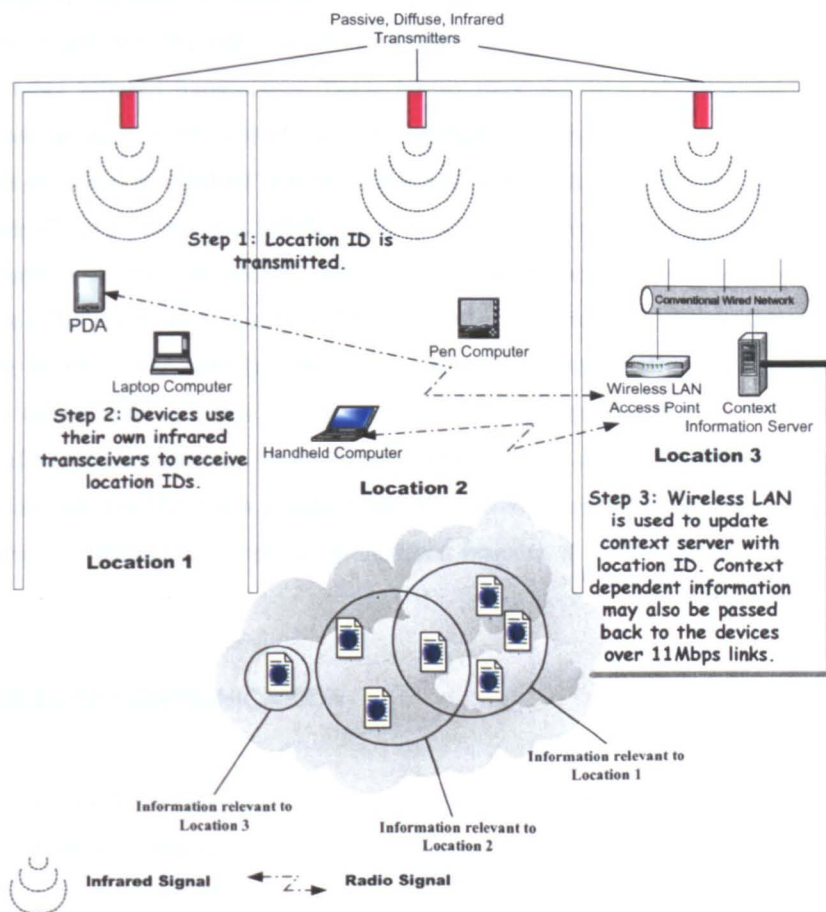 Passive, Diffuse, Infrared
Transmitters
Step 1: Location ID is
transmitted.
PDA
Laptop Computer
Step 2: Devices use
their own infrared
transceivers to receive
location IDs.
Location 1
Pen Computer
Handheld Computer
Location 2
Conventional Wired Network
Wireless LAN
Access Point
Context
Information Server
Location 3
Step 3: Wireless LAN
is used to update
context server with
location ID. Context
dependent information
may also be passed
back to the devices
over 11Mbps links.
Information relevant to
Location 1
Information relevant to
Location 3
Information relevant to
Location 2
Infrared Signal
Radio Signal